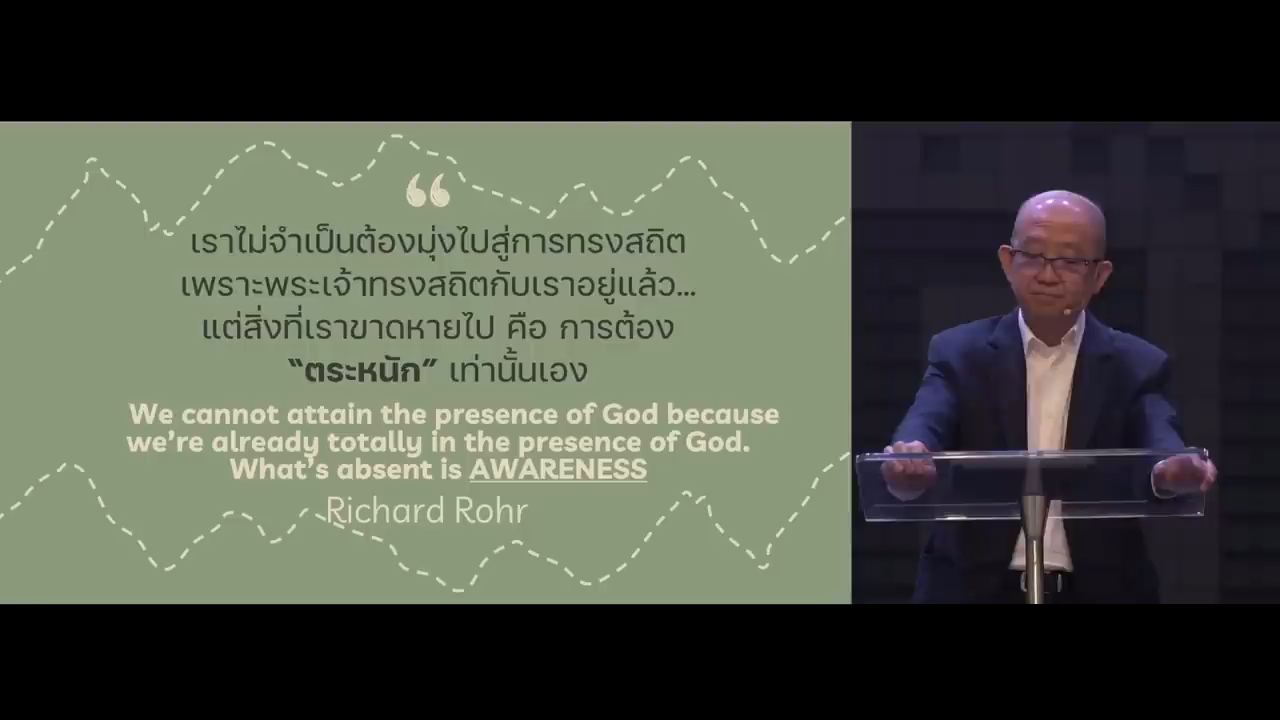 “
เราไม่จำเป็นต้องมุ่งไปสู่การทรงสถิต
เพราะพระเจ้าทรงสถิตกับเราอยู่แล้ว...
แต่สิ่งที่เราขาดหายไป คือ การต้อง
“ตระหนัก” เท่านั้นเอง
We cannot attain the presence of God because
we’re already totally in the presence of God.
What’s absent is AWARENESS
Richard Rohr